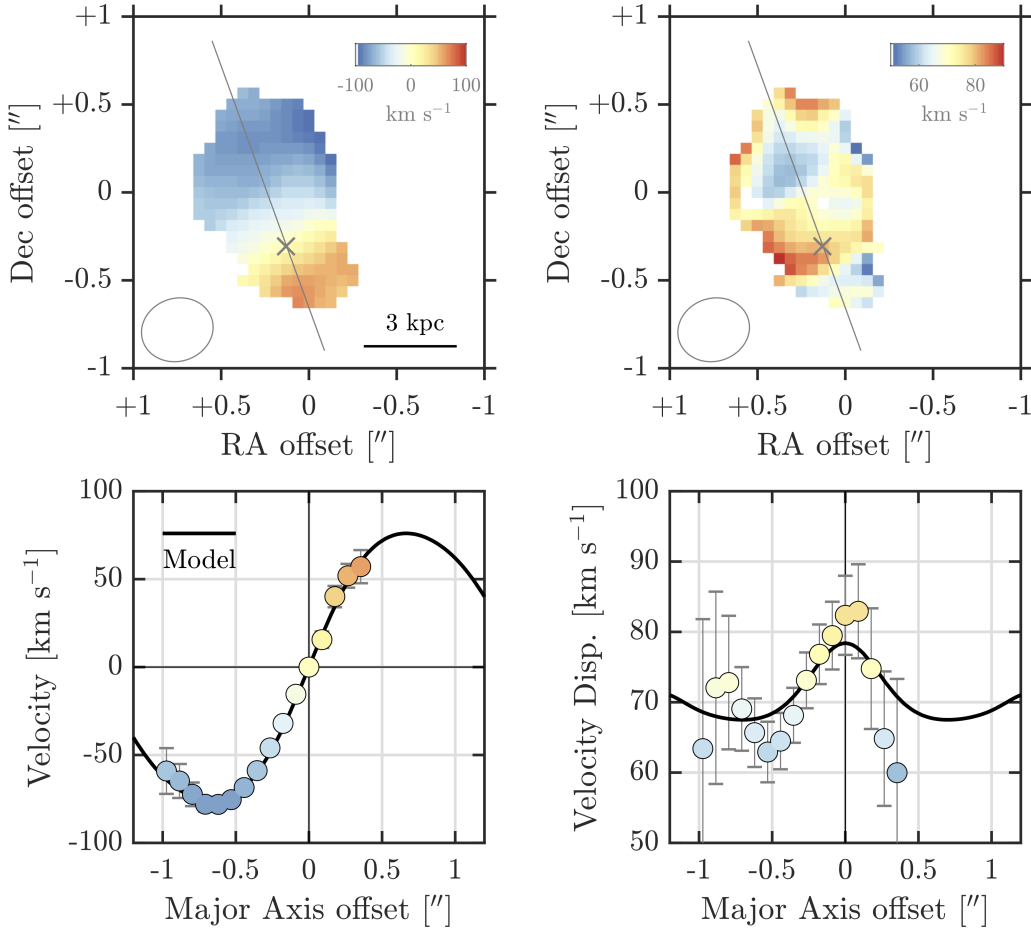 +1
+0.5
0
-0.5
-1
Dec offset [″]
-100 0 100
km s⁻¹
3 kpc
+1 +0.5 0 -0.5 -1
RA offset [″]
+1
+0.5
0
-0.5
-1
Dec offset [″]
60 80
km s⁻¹
+1 +0.5 0 -0.5 -1
RA offset [″]
100
50
0
-50
-100
Velocity [km s⁻¹]
Model
-1 -0.5 0 0.5 1
Major Axis offset [″]
100
90
80
70
60
50
Velocity Disp. [km s⁻¹]
-1 -0.5 0 0.5 1
Major Axis offset [″]